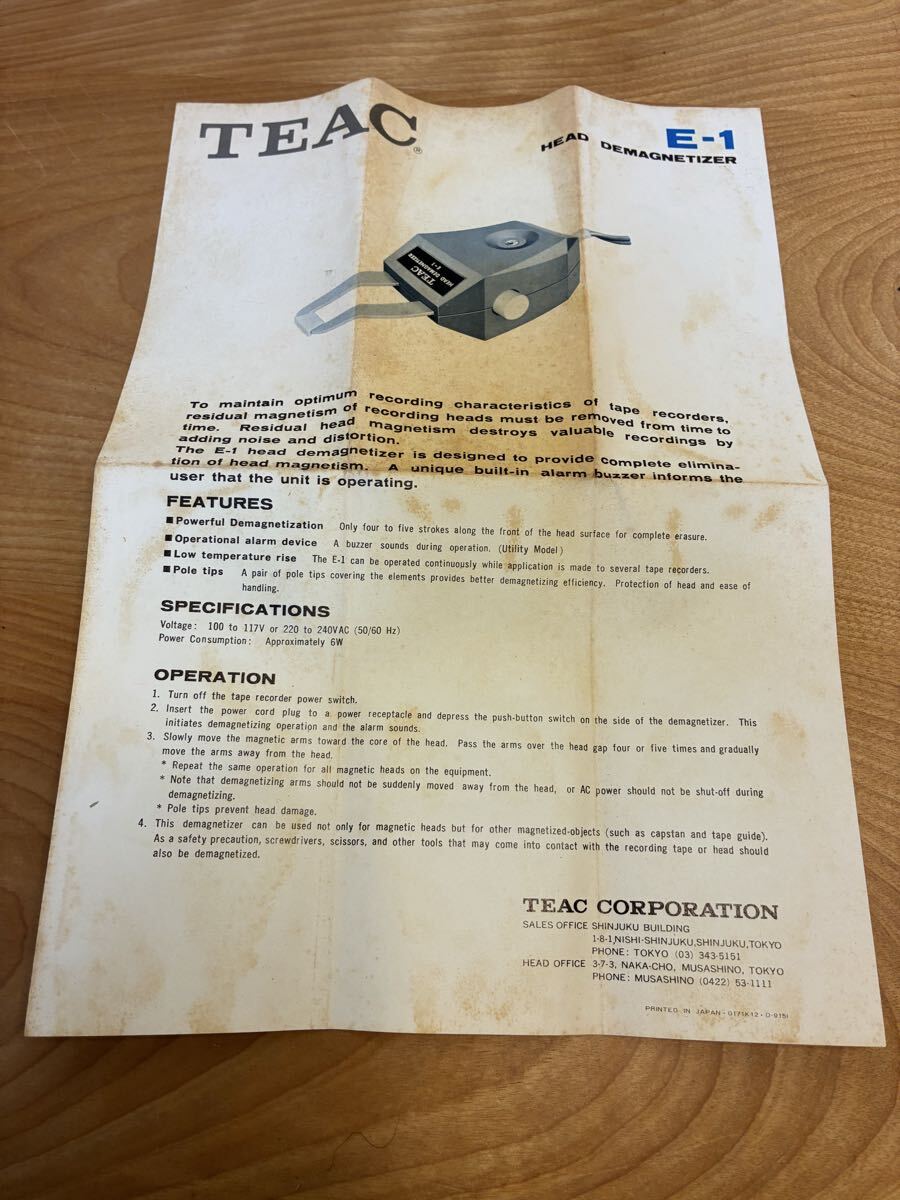 TEAC®
E-1
HEAD DEMAGNETIZER
TEAC
HEAD DEMAGNETIZER
E-1
To maintain optimum recording characteristics of tape recorders,
residual magnetism of recording heads must be removed from time to
time. Residual head magnetism destroys valuable recordings by
adding noise and distortion.
The E-1 head demagnetizer is designed to provide complete elimina-
tion of head magnetism. A unique built-in alarm buzzer informs the
user that the unit is operating.
FEATURES
■ Powerful Demagnetization Only four to five strokes along the front of the head surface for complete erasure.
■ Operational alarm device A buzzer sounds during operation. (Utility Model)
■ Low temperature rise The E-1 can be operated continuously while application is made to several tape recorders.
■ Pole tips A pair of pole tips covering the elements provides better demagnetizing efficiency. Protection of head and ease of
handling.
SPECIFICATIONS
Voltage: 100 to 117V or 220 to 240VAC (50/60 Hz)
Power Consumption: Approximately 6W
OPERATION
1. Turn off the tape recorder power switch.
2. Insert the power cord plug to a power receptacle and depress the push-button switch on the side of the demagnetizer. This
initiates demagnetizing operation and the alarm sounds.
3. Slowly move the magnetic arms toward the core of the head. Pass the arms over the head gap four or five times and gradually
move the arms away from the head.
* Repeat the same operation for all magnetic heads on the equipment.
* Note that demagnetizing arms should not be suddenly moved away from the head, or AC power should not be shut-off during
demagnetizing.
* Pole tips prevent head damage.
4. This demagnetizer can be used not only for magnetic heads but for other magnetized-objects (such as capstan and tape guide).
As a safety precaution, screwdrivers, scissors, and other tools that may come into contact with the recording tape or head should
also be demagnetized.
TEAC CORPORATION
SALES OFFICE SHINJUKU BUILDING
1-8-1,NISHI-SHINJUKU,SHINJUKU,TOKYO
PHONE: TOKYO (03) 343-5151
HEAD OFFICE 3-7-3, NAKA-CHO, MUSASHINO, TOKYO
PHONE: MUSASHINO (0422) 53-1111
PRINTED IN JAPAN · 0171K12 · D-9151